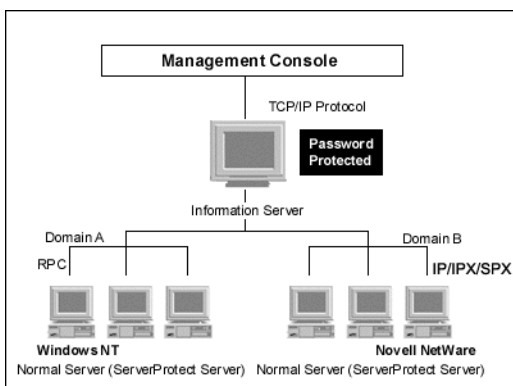 Management Console
TCP/IP Protocol
Password
Protected
Information Server
Domain A
Domain B
RPC
IP/IPX/SPX
Windows NT
Novell NetWare
Normal Server (ServerProtect Server)
Normal Server (ServerProtect Server)